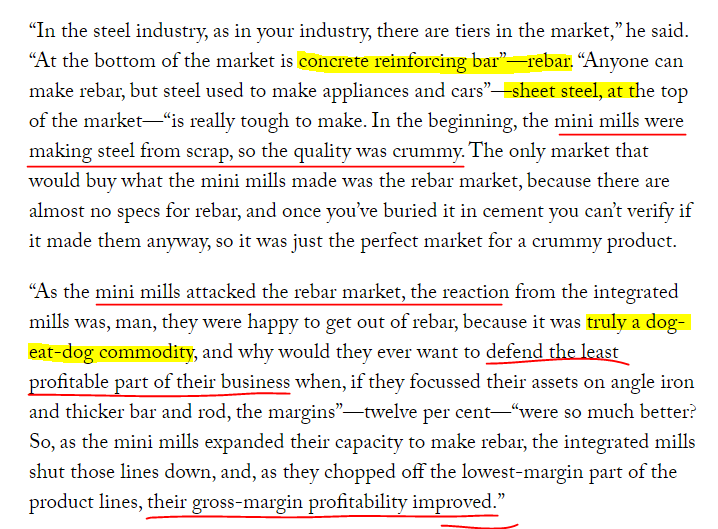 “In the steel industry, as in your industry, there are tiers in the market,” he said.
“At the bottom of the market is concrete reinforcing bar”—rebar. “Anyone can
make rebar, but steel used to make appliances and cars”—sheet steel, at the top
of the market—“is really tough to make. In the beginning, the mini mills were
making steel from scrap, so the quality was crummy. The only market that
would buy what the mini mills made was the rebar market, because there are
almost no specs for rebar, and once you’ve buried it in cement you can’t verify if
it made them anyway, so it was just the perfect market for a crummy product.
“As the mini mills attacked the rebar market, the reaction from the integrated
mills was, man, they were happy to get out of rebar, because it was truly a dog-
eat-dog commodity, and why would they ever want to defend the least
profitable part of their business when, if they focussed their assets on angle iron
and thicker bar and rod, the margins”—twelve per cent—“were so much better?
So, as the mini mills expanded their capacity to make rebar, the integrated mills
shut those lines down, and, as they chopped off the lowest-margin part of the
product lines, their gross-margin profitability improved.”